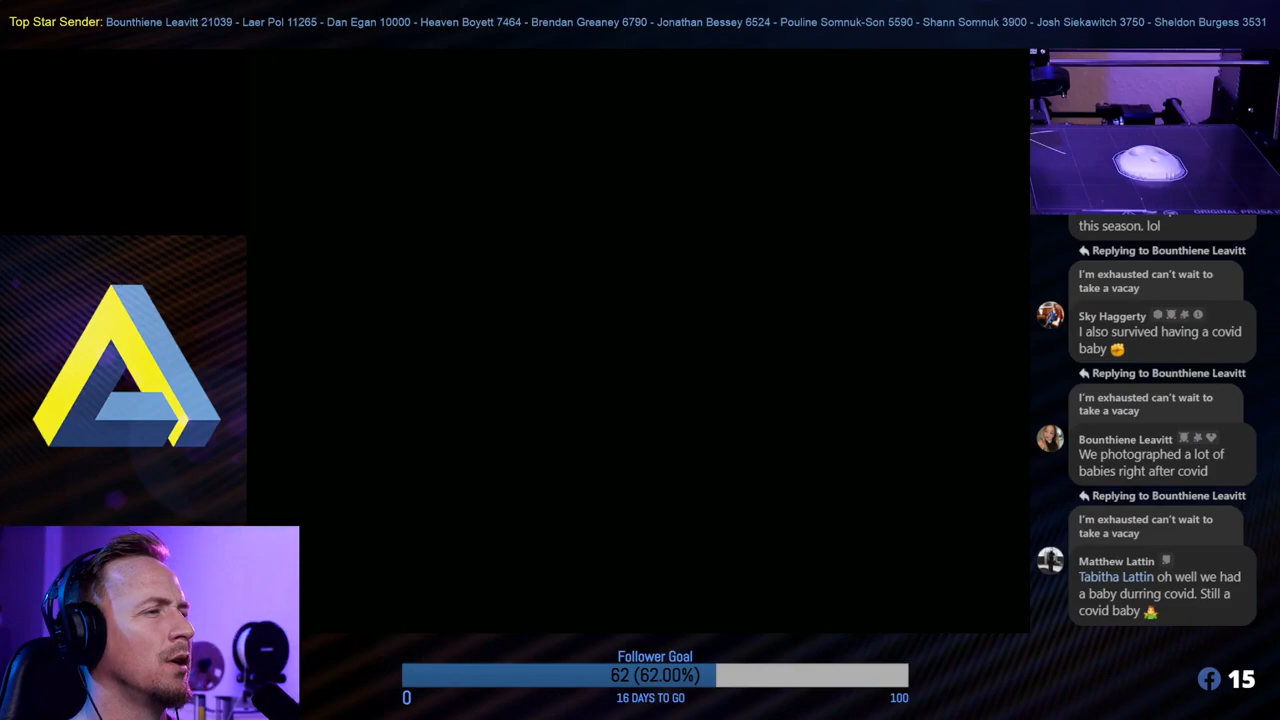 Top Star Sender: Bounthiene Leavitt 21039 - Laer Pol 11265 - Dan Egan 10000 - Heaven Boyett 7464 - Brendan Greaney 6790 - Jonathan Bessey 6524 - Pouline Somnuk-Son 5590 - Shann Somnuk 3900 - Josh Siekawitch 3750 - Sheldon Burgess 3531
ORIGINAL PRUSA
this season. lol
Replying to Bounthiene Leavitt
I'm exhausted can't wait to
take a vacay
Sky Haggerty
I also survived having a covid
baby ✊
Replying to Bounthiene Leavitt
I'm exhausted can't wait to
take a vacay
Bounthiene Leavitt
We photographed a lot of
babies right after covid
Replying to Bounthiene Leavitt
I'm exhausted can't wait to
take a vacay
Matthew Lattin
Tabitha Lattin oh well we had
a baby durring covid. Still a
covid baby 🤷
Follower Goal
62 (62.00%)
0
16 DAYS TO GO
100
15